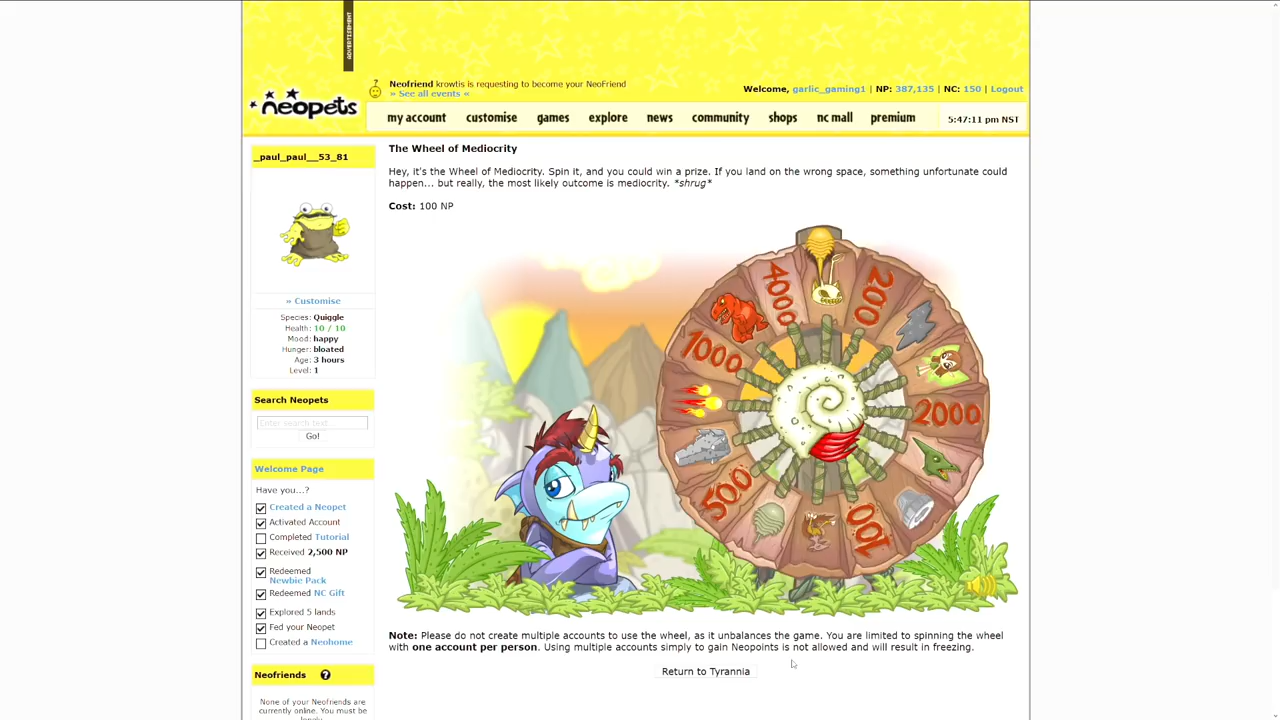 ADVERTISEMENT
Neofriend krowtis is requesting to become your NeoFriend
» See all events «
Welcome, garlic_gaming1 | NP: 387,135 | NC: 150 | Logout
neopets
my account customise games explore news community shops nc mall premium
5:47:11 pm NST
_paul_paul__53_81
» Customise
Species: Quiggle
Health: 10 / 10
Mood: happy
Hunger: bloated
Age: 3 hours
Level: 1
Search Neopets
Enter search text...
Go!
Welcome Page
Have you...?
Created a Neopet
Activated Account
Completed Tutorial
Received 2,500 NP
Redeemed
Newbie Pack
Redeemed NC Gift
Explored 5 lands
Fed your Neopet
Created a Neohome
Neofriends ?
None of your Neofriends are
currently online. You must be
The Wheel of Mediocrity
Hey, it's the Wheel of Mediocrity. Spin it, and you could win a prize. If you land on the wrong space, something unfortunate could
happen... but really, the most likely outcome is mediocrity. *shrug*
Cost: 100 NP
4000
200
1000
2000
500
100
Note: Please do not create multiple accounts to use the wheel, as it unbalances the game. You are limited to spinning the wheel
with one account per person. Using multiple accounts simply to gain Neopoints is not allowed and will result in freezing.
Return to Tyrannia